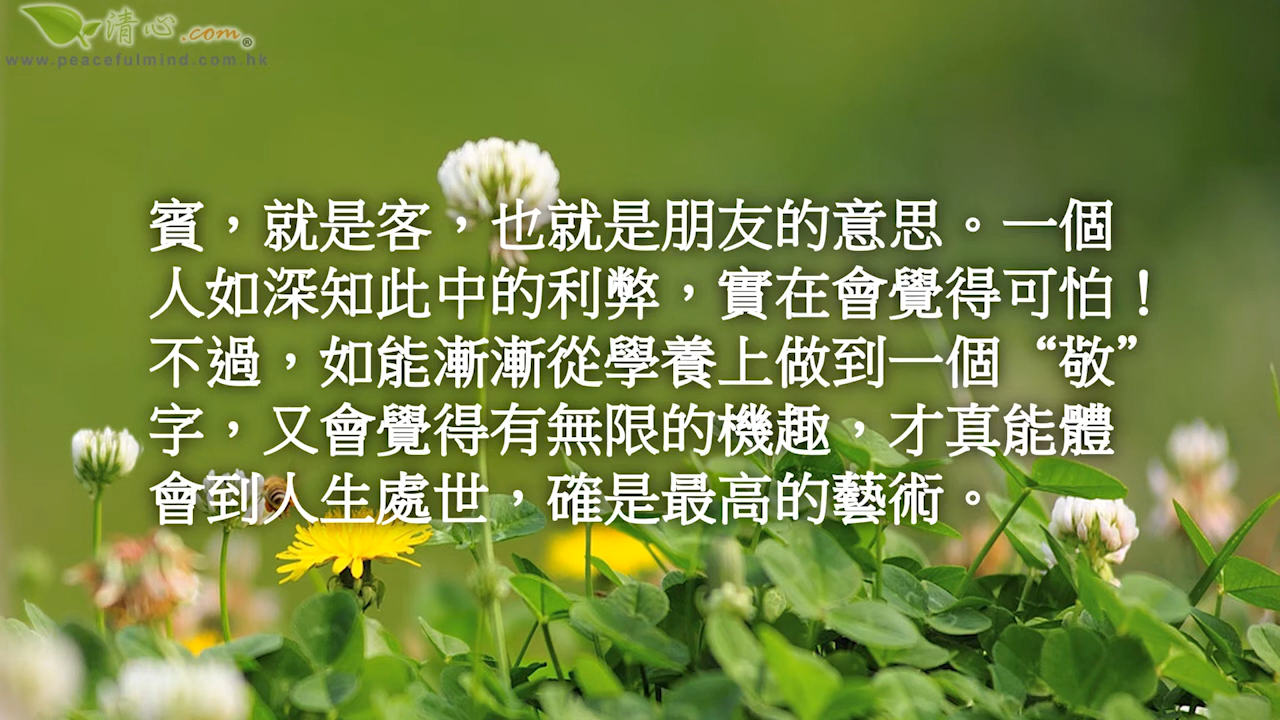 清心.com®
www.peacefulmind.com.hk
賓，就是客，也就是朋友的意思。一個
人如深知此中的利弊，實在會覺得可怕！
不過，如能漸漸從學養上做到一個“敬”
字，又會覺得有無限的機趣，才真能體
會到人生處世，確是最高的藝術。